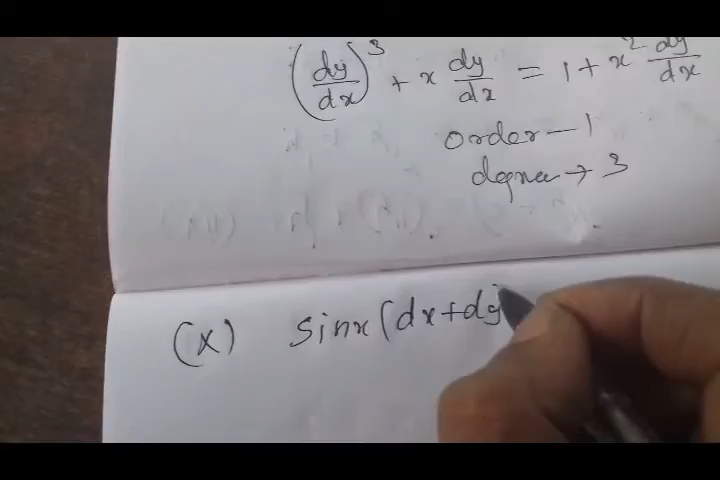 (dy/dx)^3 + x dy/dx = 1 + x^2 dy/dx
order — 1
degree → 3
(x) sinx (dx+dy